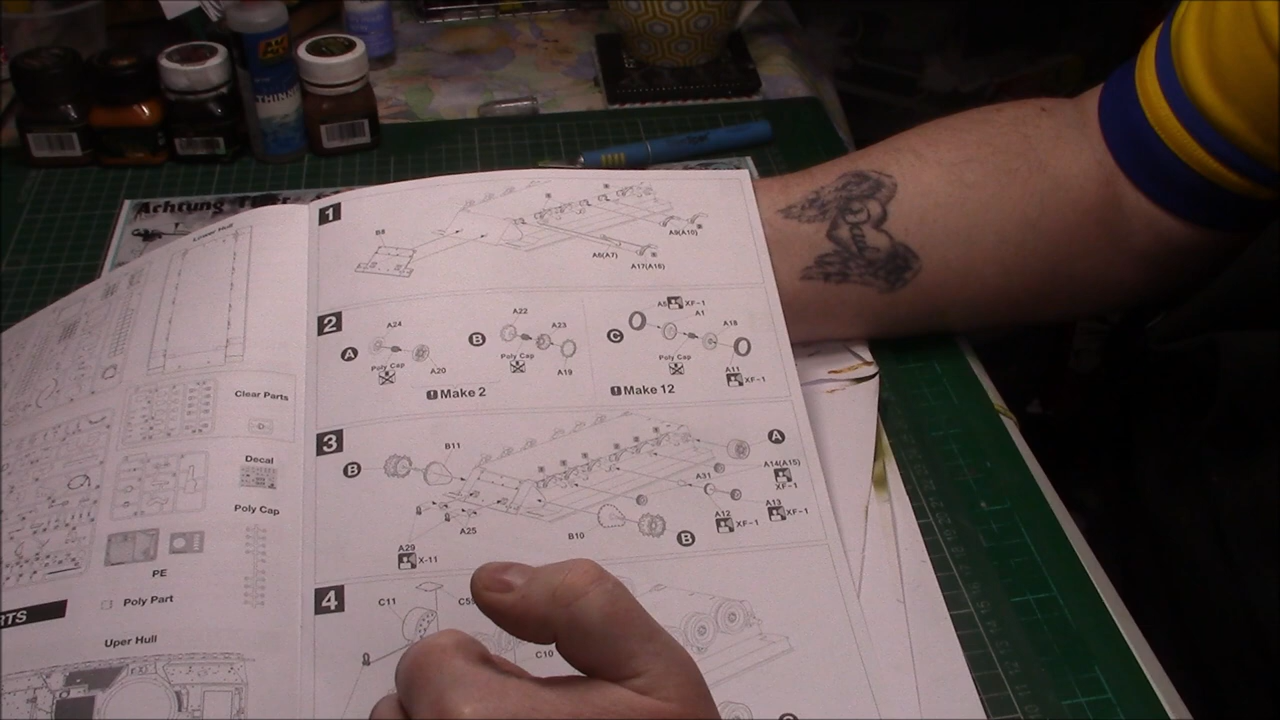 Achtung Tiger
Lower Hull
Clear Parts
Decal
Poly Cap
PE
Poly Part
Uper Hull
1
B8
A9(A10)
A6(A7)
A17(A16)
2
A24
A
Poly Cap
A20
A22
B
A23
Poly Cap
A19
Make 2
XF-1
C
A1
A18
Poly Cap
A11
XF-1
Make 12
3
B
B11
A
A14(A15)
XF-1
A31
A13
XF-1
A12
XF-1
A25
B10
B
A29
X-11
4
C11
C10